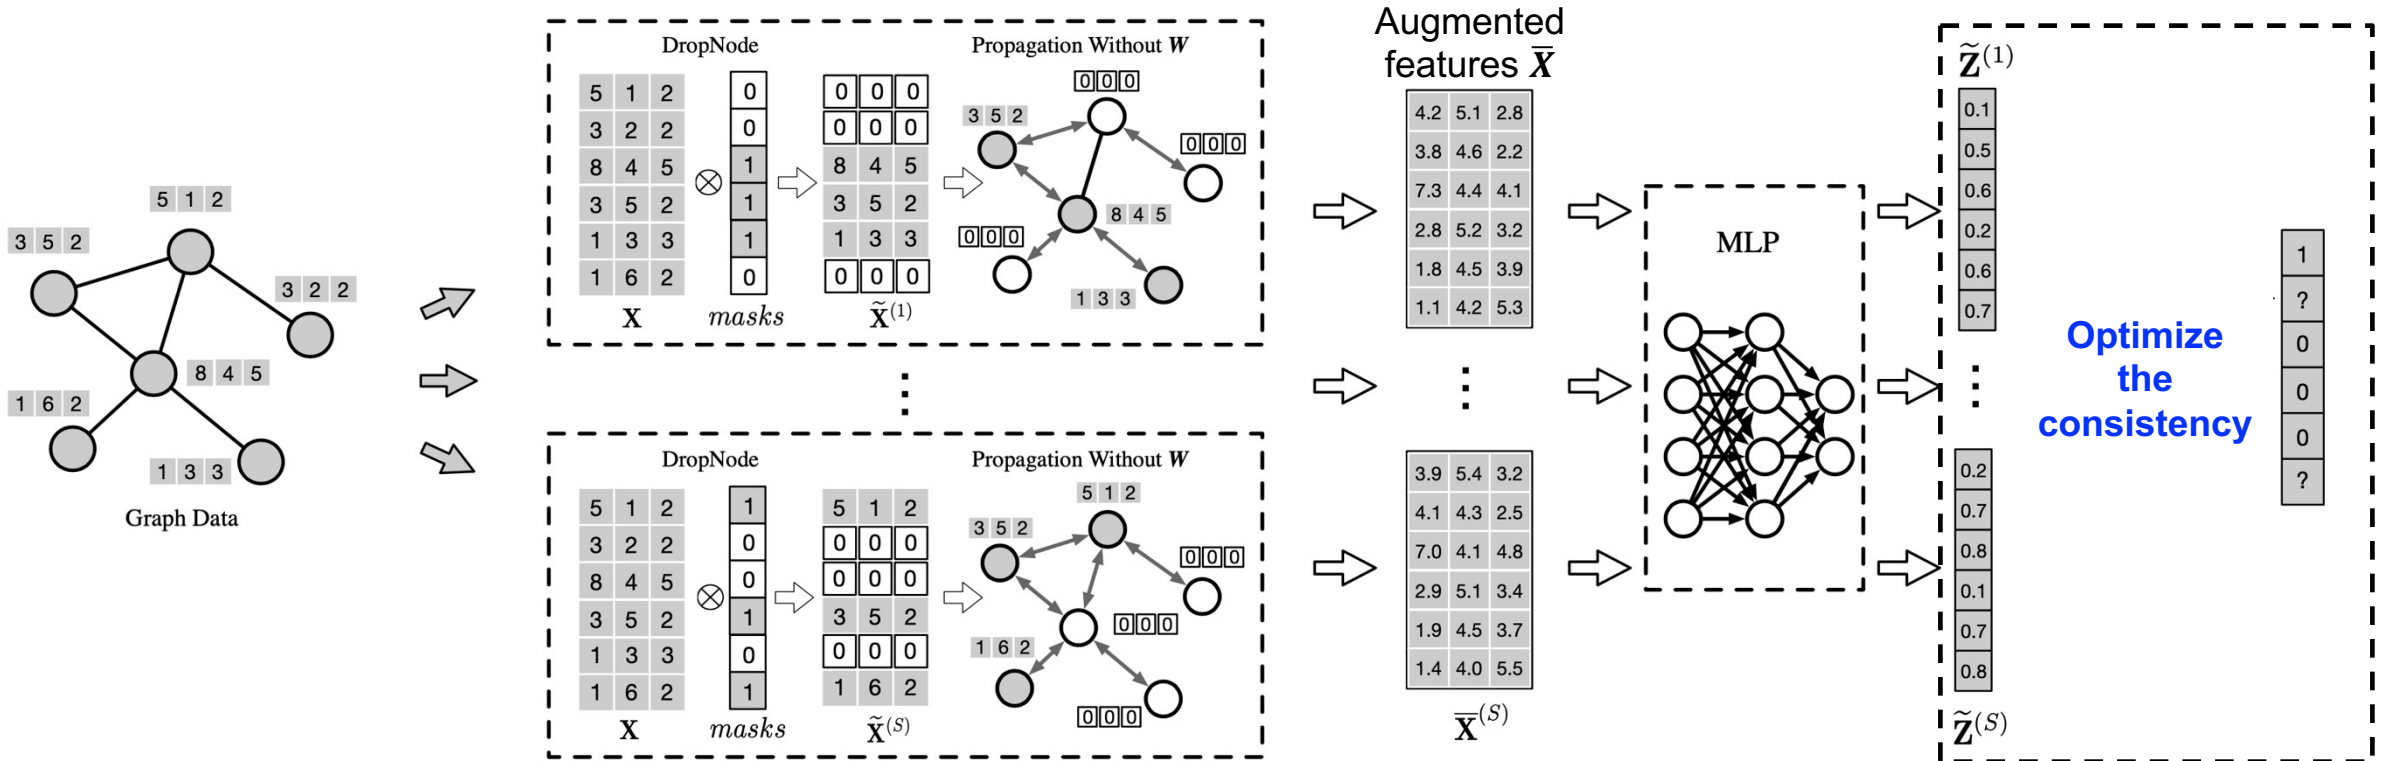 5 1 2
3 5 2
3 2 2
8 4 5
1 6 2
1 3 3
Graph Data
DropNode
Propagation Without W
5 1 2
3 2 2
8 4 5
3 5 2
1 3 3
1 6 2
X
0
0
1
1
1
0
masks
0 0 0
0 0 0
8 4 5
3 5 2
1 3 3
0 0 0
X̃⁽¹⁾
0 0 0
3 5 2
0 0 0
8 4 5
0 0 0
1 3 3
⋮
DropNode
Propagation Without W
5 1 2
3 2 2
8 4 5
3 5 2
1 3 3
1 6 2
X
1
0
0
1
0
1
masks
5 1 2
0 0 0
0 0 0
3 5 2
0 0 0
1 6 2
X̃⁽ˢ⁾
5 1 2
3 5 2
0 0 0
0 0 0
1 6 2
0 0 0
Augmented
features X̄
4.2 5.1 2.8
3.8 4.6 2.2
7.3 4.4 4.1
2.8 5.2 3.2
1.8 4.5 3.9
1.1 4.2 5.3
⋮
3.9 5.4 3.2
4.1 4.3 2.5
7.0 4.1 4.8
2.9 5.1 3.4
1.9 4.5 3.7
1.4 4.0 5.5
X̄⁽ˢ⁾
MLP
Z̃⁽¹⁾
0.1
0.5
0.6
0.2
0.6
0.7
⋮
0.2
0.7
0.8
0.1
0.7
0.8
Z̃⁽ˢ⁾
Optimize
the
consistency
1
?
0
0
0
?